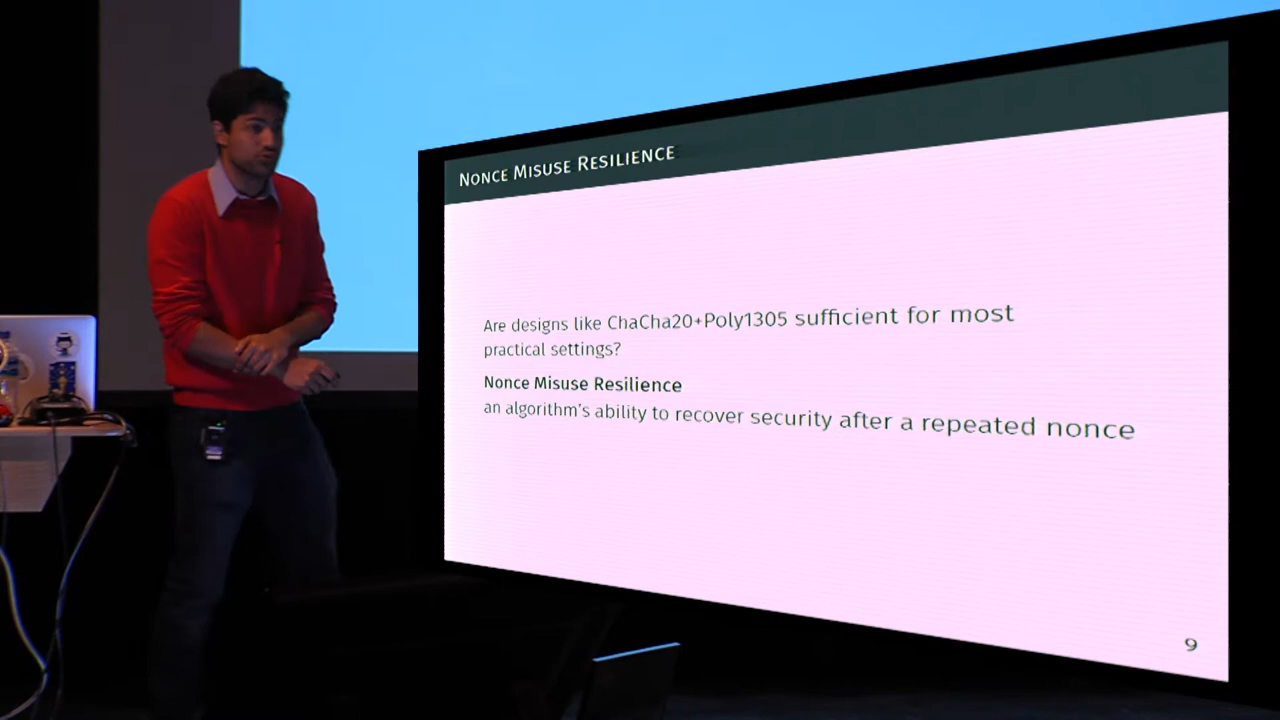 Nonce Misuse Resilience
Are designs like ChaCha20+Poly1305 sufficient for most
practical settings?
Nonce Misuse Resilience
an algorithm's ability to recover security after a repeated nonce
9